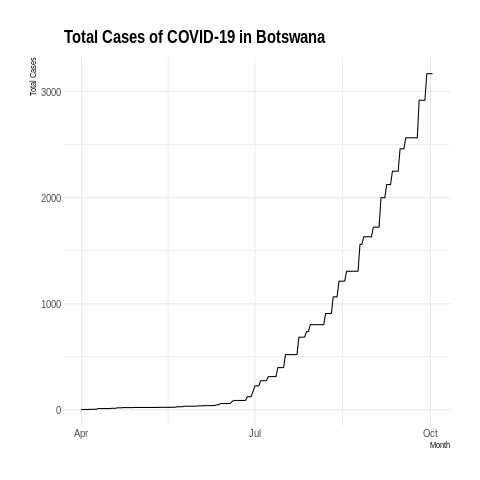 Total Cases of COVID-19 in Botswana
Total Cases
3000
2000
1000
0
Apr Jul Oct
Month